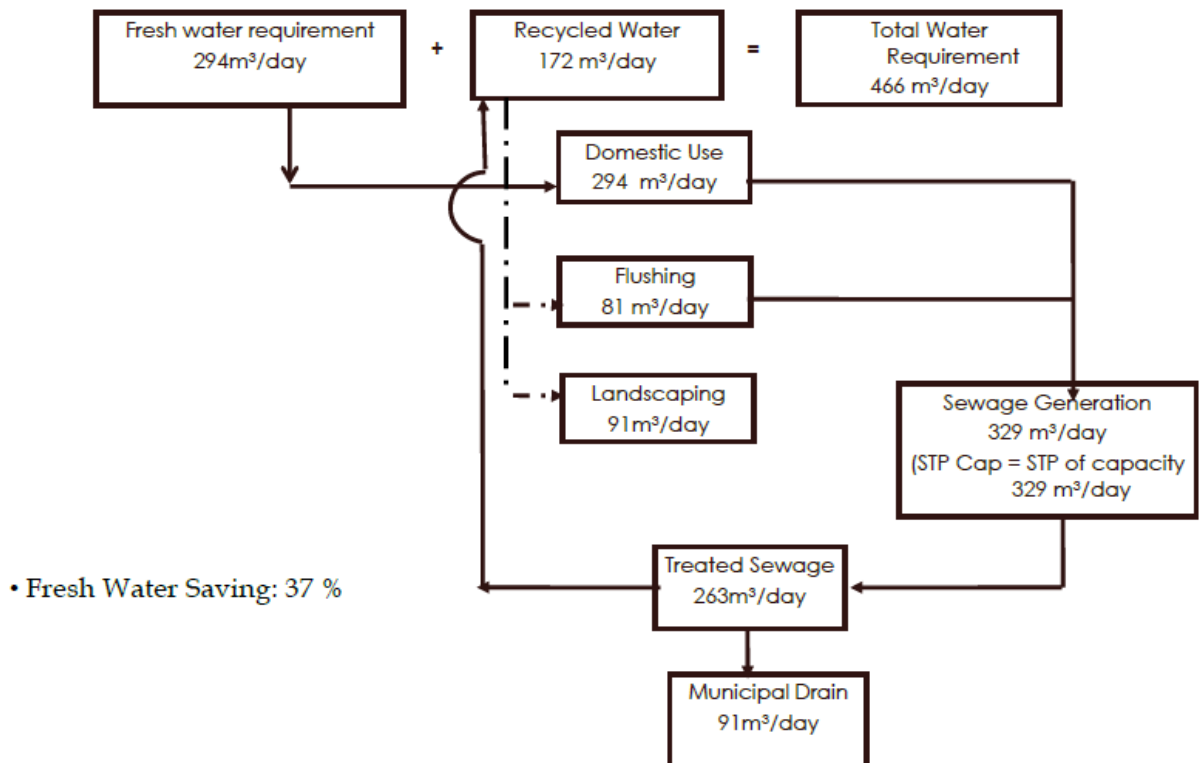 Fresh water requirement
294m³/day
+
Recycled Water
172 m³/day
=
Total Water
Requirement
466 m³/day
Domestic Use
294 m³/day
Flushing
81 m³/day
Landscaping
91m³/day
Sewage Generation
329 m³/day
(STP Cap = STP of capacity
329 m³/day
Treated Sewage
263m³/day
• Fresh Water Saving: 37 %
Municipal Drain
91m³/day